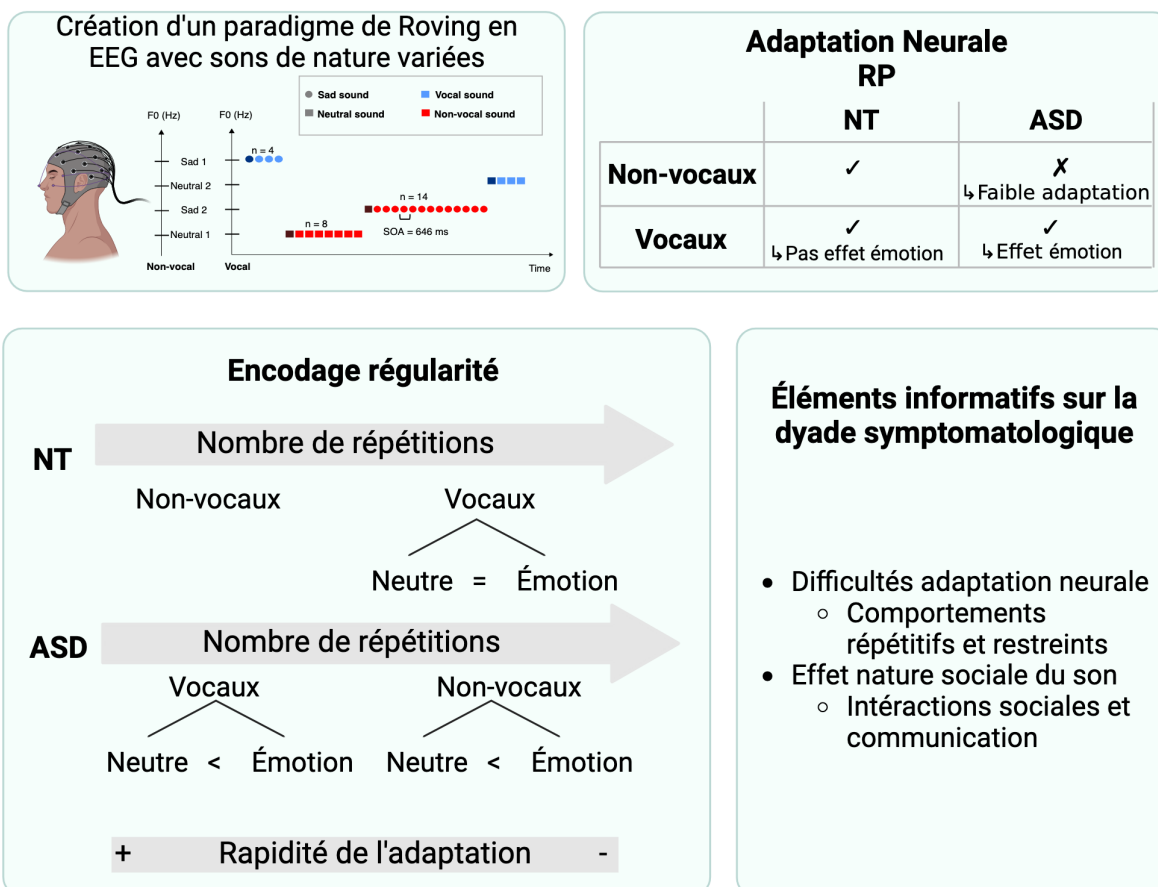 Création d'un paradigme de Roving en
EEG avec sons de nature variées
Sad sound
Vocal sound
Neutral sound
Non-vocal sound
F0 (Hz)
F0 (Hz)
n = 4
Sad 1
Neutral 2
n = 14
Sad 2
n = 8
SOA = 646 ms
Neutral 1
Non-vocal
Vocal
Time
Adaptation Neurale
RP
NT
ASD
Non-vocaux
✓
✗
↳Faible adaptation
Vocaux
✓
✓
↳Pas effet émotion
↳Effet émotion
Encodage régularité
NT
Nombre de répétitions
Non-vocaux
Vocaux
Neutre = Émotion
ASD
Nombre de répétitions
Vocaux
Non-vocaux
Neutre < Émotion
Neutre < Émotion
+ Rapidité de l'adaptation -
Éléments informatifs sur la
dyade symptomatologique
• Difficultés adaptation neurale
◦ Comportements
répétitifs et restreints
• Effet nature sociale du son
◦ Intéractions sociales et
communication